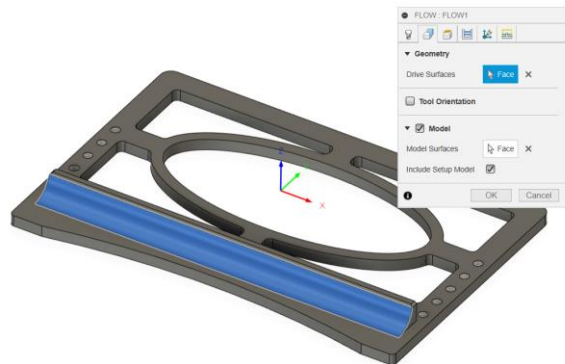 FLOW : FLOW1
Geometry
Drive Surfaces Face
Tool Orientation
Model
Model Surfaces Face
Include Setup Model
OK Cancel
Z
X